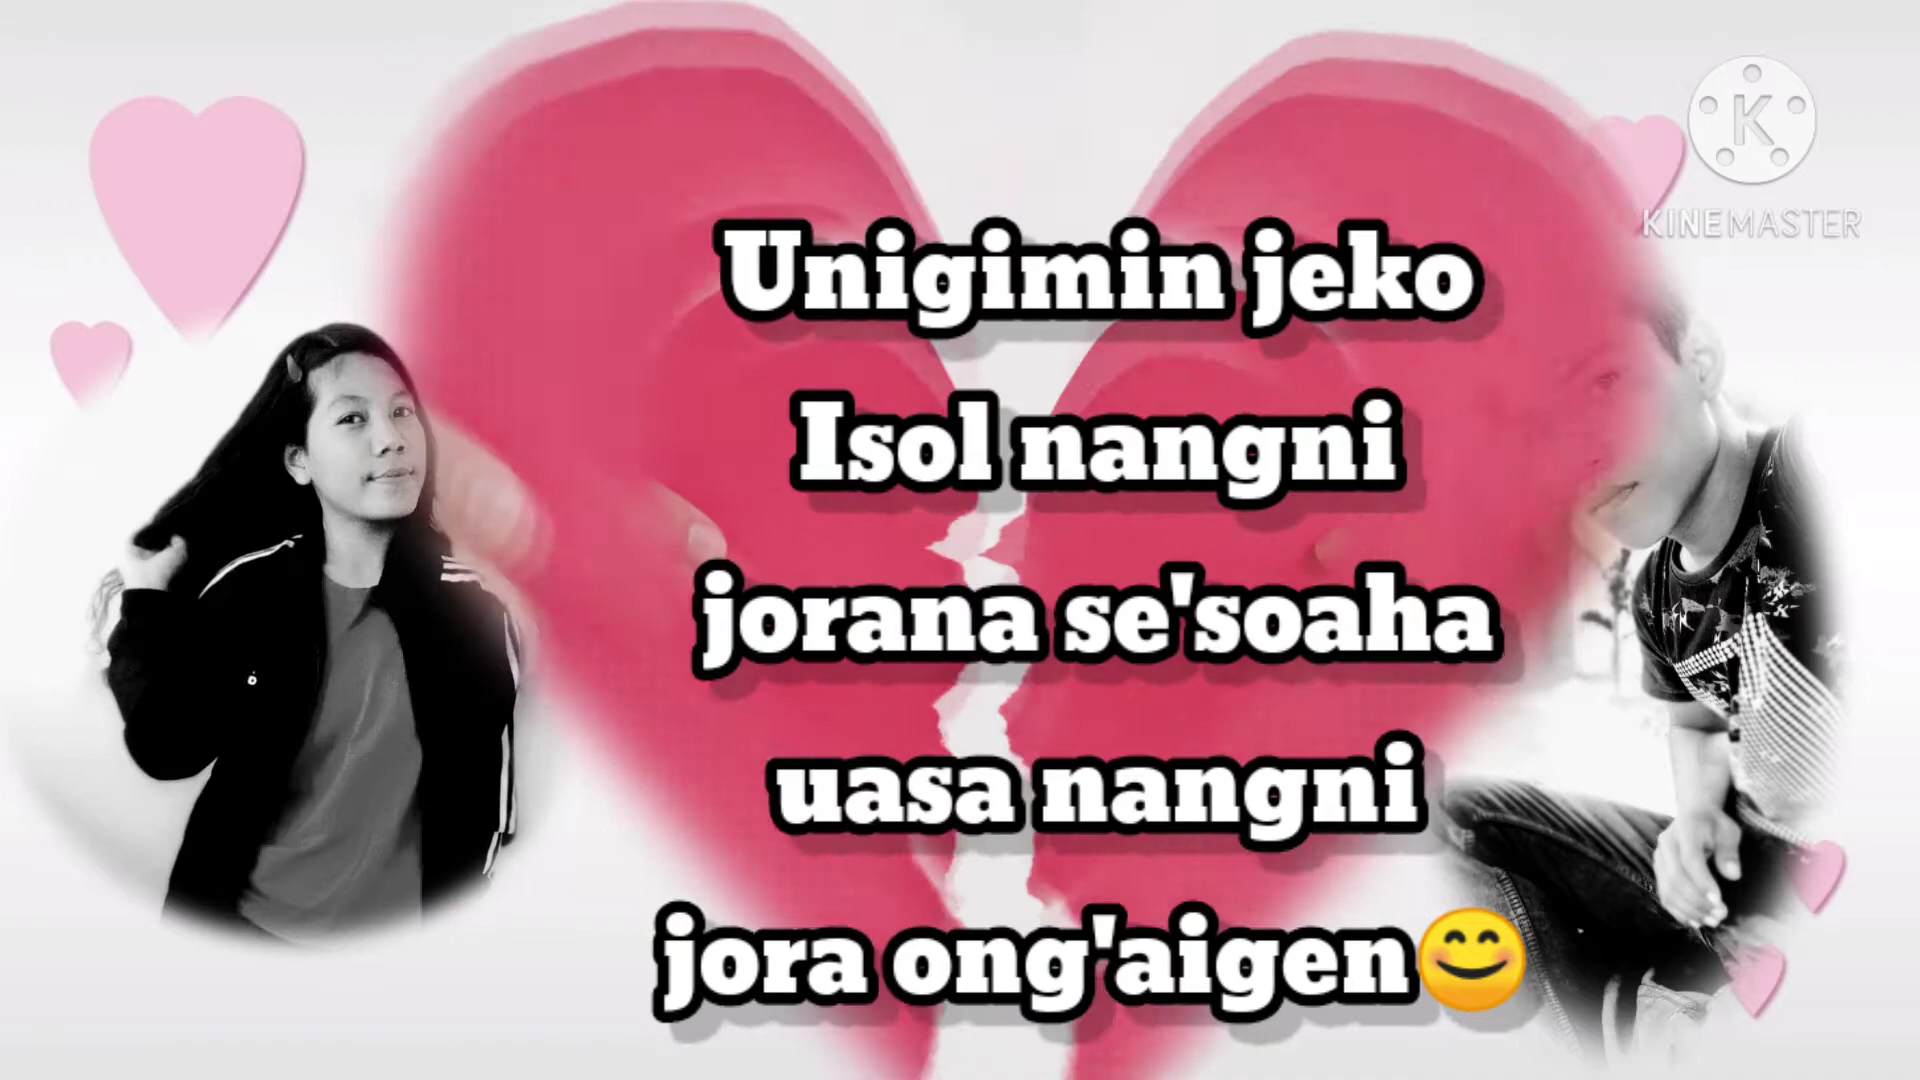 KINEMASTER
Unigimin jeko
Isol nangni
jorana se'soaha
uasa nangni
jora ong'aigen😊